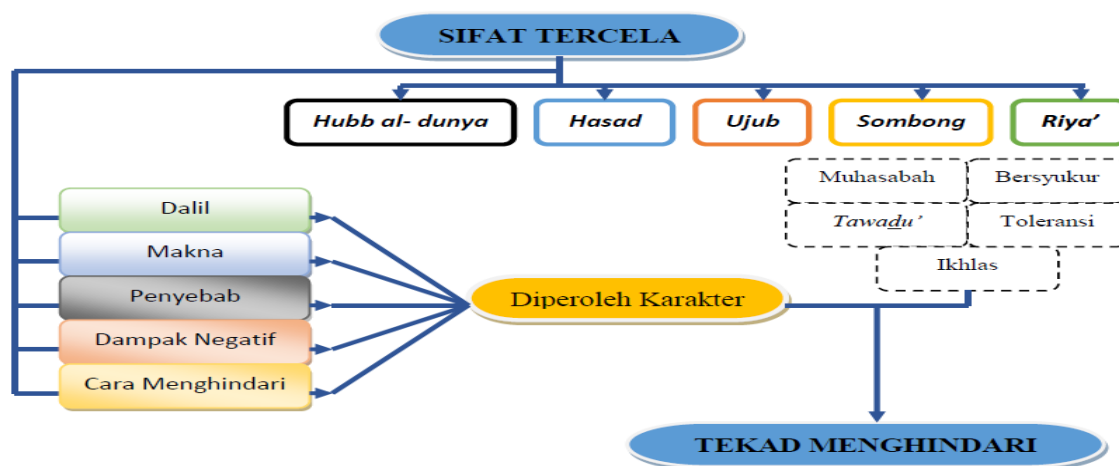 SIFAT TERCELA
Hubb al- dunya
Hasad
Ujub
Sombong
Riya’
Muhasabah
Bersyukur
Tawadu’
Toleransi
Ikhlas
Dalil
Makna
Penyebab
Dampak Negatif
Cara Menghindari
Diperoleh Karakter
TEKAD MENGHINDARI